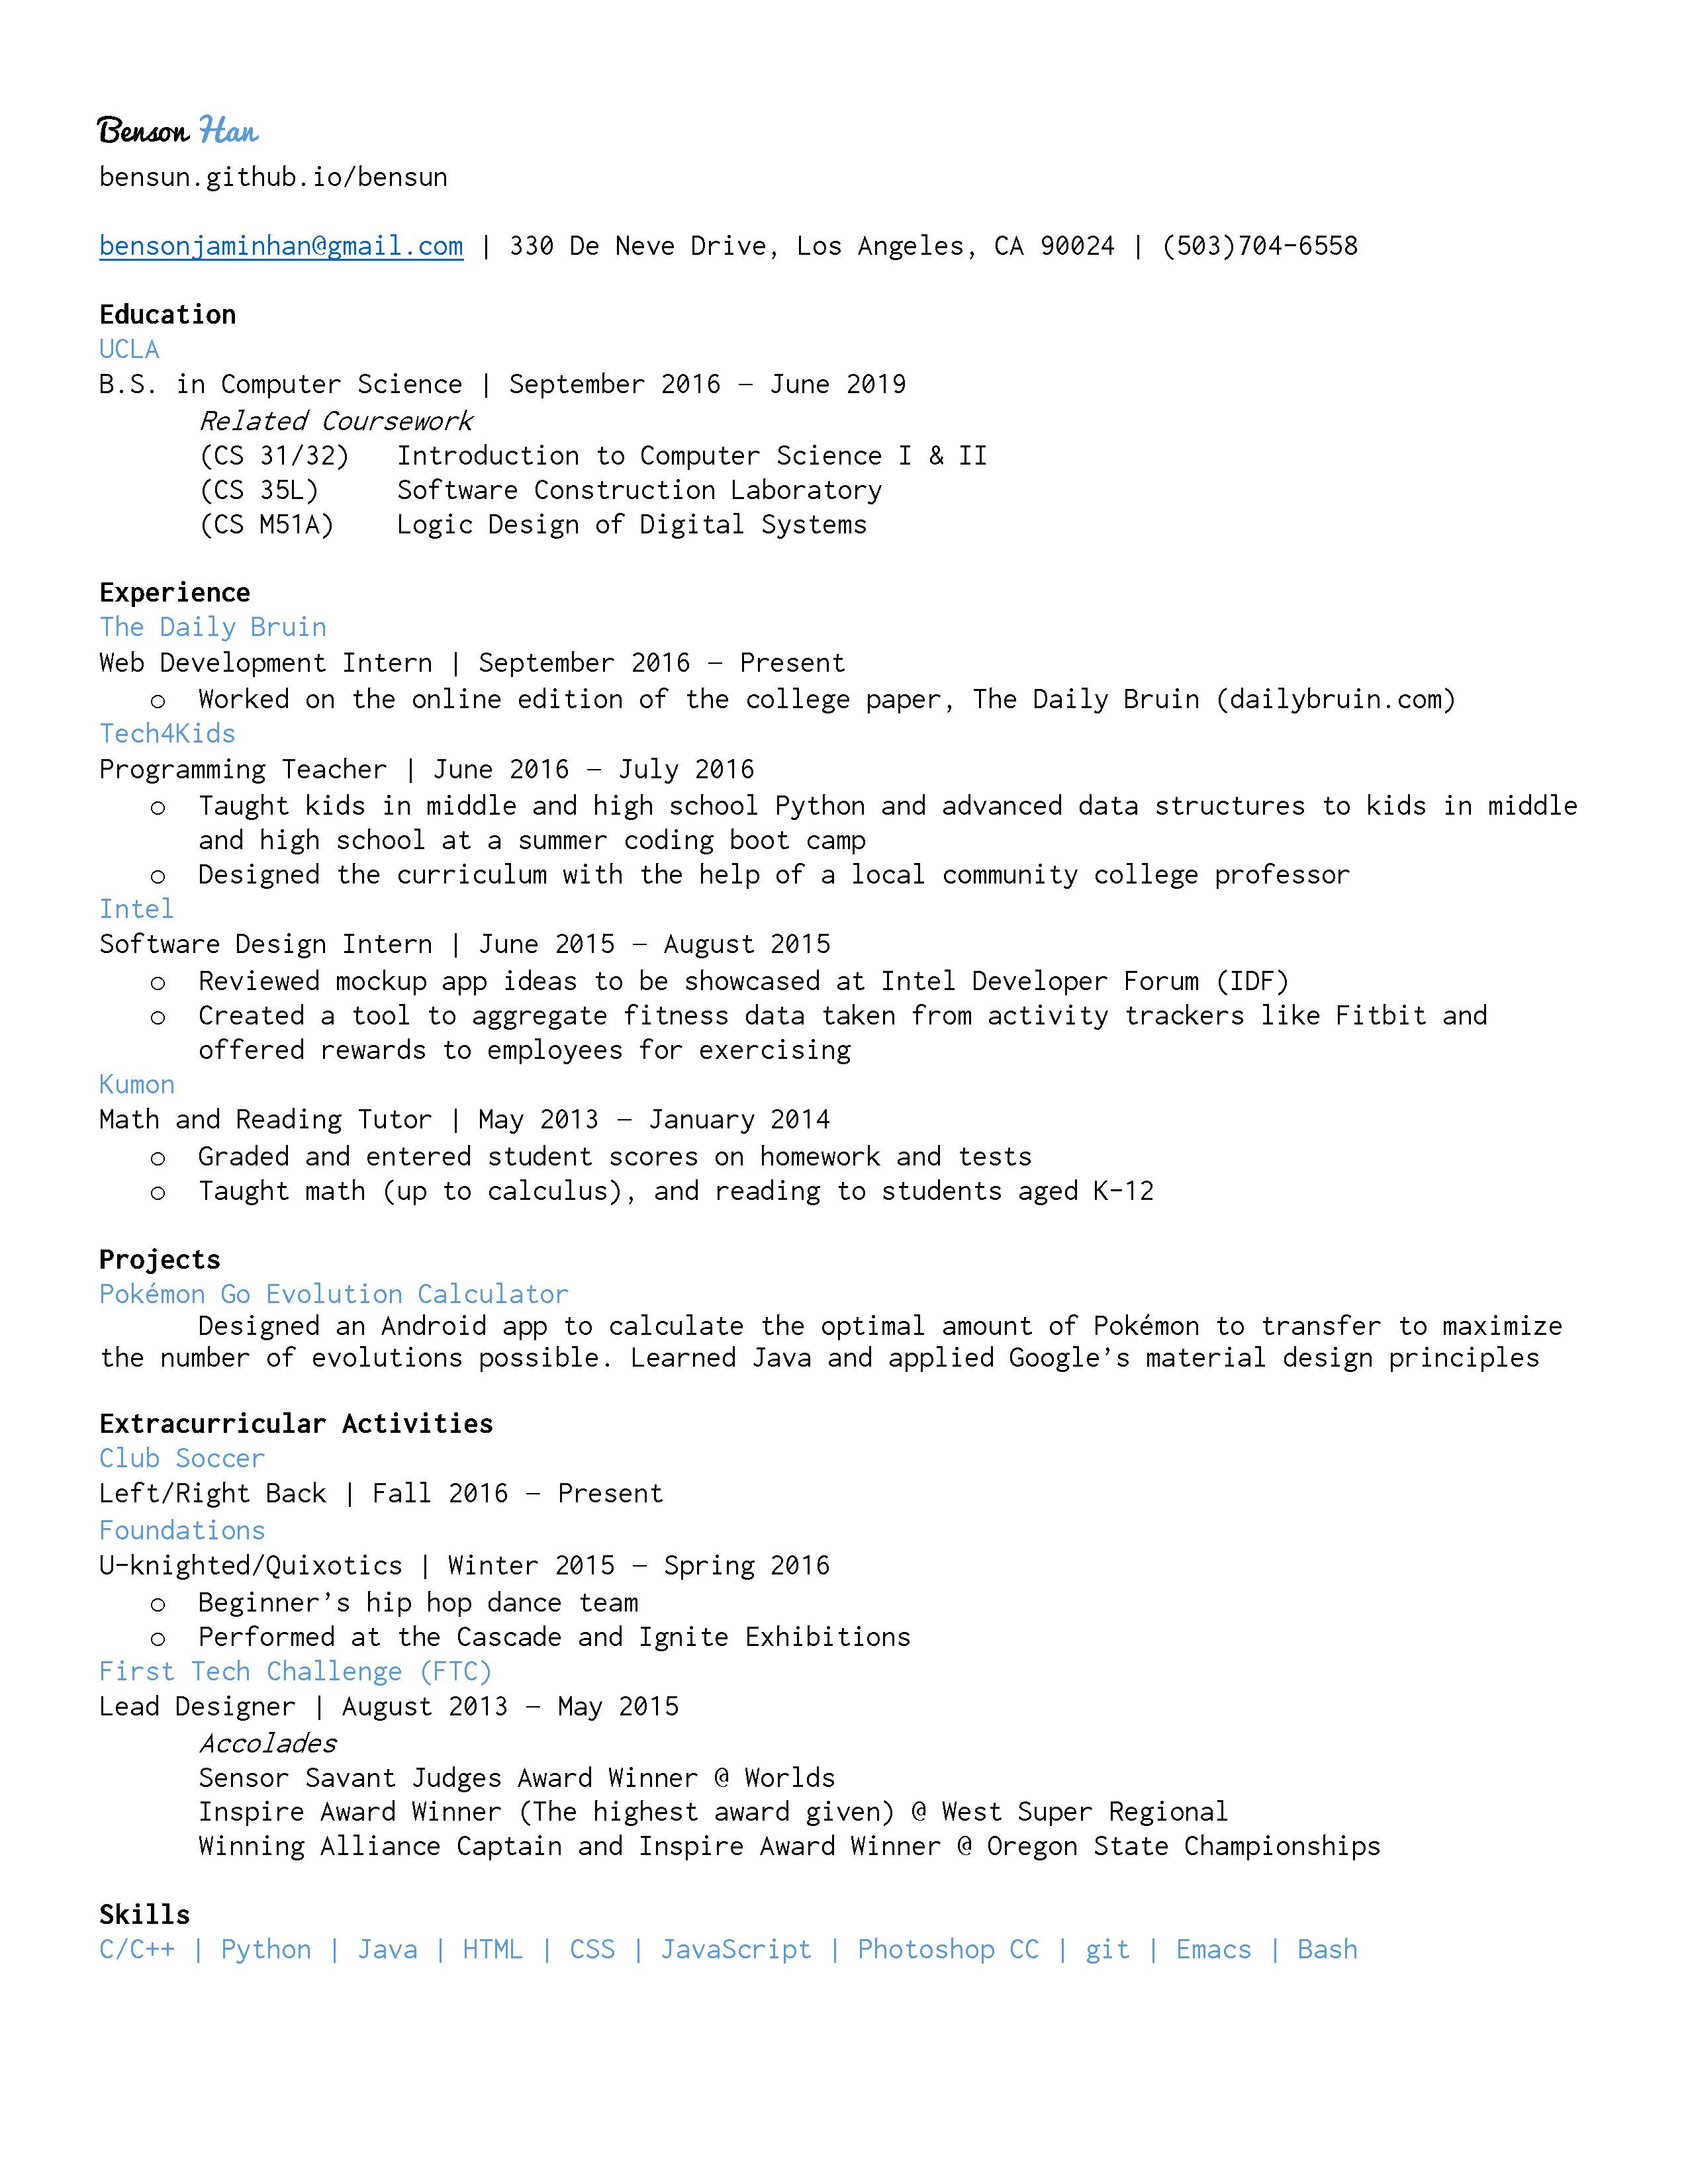 Benson Han
bensun.github.io/bensun
bensonjaminhan@gmail.com | 330 De Neve Drive, Los Angeles, CA 90024 | (503)704-6558
Education
UCLA
B.S. in Computer Science | September 2016 – June 2019
Related Coursework
(CS 31/32) Introduction to Computer Science I & II
(CS 35L) Software Construction Laboratory
(CS M51A) Logic Design of Digital Systems
Experience
The Daily Bruin
Web Development Intern | September 2016 – Present
o Worked on the online edition of the college paper, The Daily Bruin (dailybruin.com)
Tech4Kids
Programming Teacher | June 2016 – July 2016
o Taught kids in middle and high school Python and advanced data structures to kids in middle
and high school at a summer coding boot camp
o Designed the curriculum with the help of a local community college professor
Intel
Software Design Intern | June 2015 – August 2015
o Reviewed mockup app ideas to be showcased at Intel Developer Forum (IDF)
o Created a tool to aggregate fitness data taken from activity trackers like Fitbit and
offered rewards to employees for exercising
Kumon
Math and Reading Tutor | May 2013 – January 2014
o Graded and entered student scores on homework and tests
o Taught math (up to calculus), and reading to students aged K-12
Projects
Pokémon Go Evolution Calculator
Designed an Android app to calculate the optimal amount of Pokémon to transfer to maximize
the number of evolutions possible. Learned Java and applied Google’s material design principles
Extracurricular Activities
Club Soccer
Left/Right Back | Fall 2016 – Present
Foundations
U-knighted/Quixotics | Winter 2015 – Spring 2016
o Beginner’s hip hop dance team
o Performed at the Cascade and Ignite Exhibitions
First Tech Challenge (FTC)
Lead Designer | August 2013 – May 2015
Accolades
Sensor Savant Judges Award Winner @ Worlds
Inspire Award Winner (The highest award given) @ West Super Regional
Winning Alliance Captain and Inspire Award Winner @ Oregon State Championships
Skills
C/C++ | Python | Java | HTML | CSS | JavaScript | Photoshop CC | git | Emacs | Bash